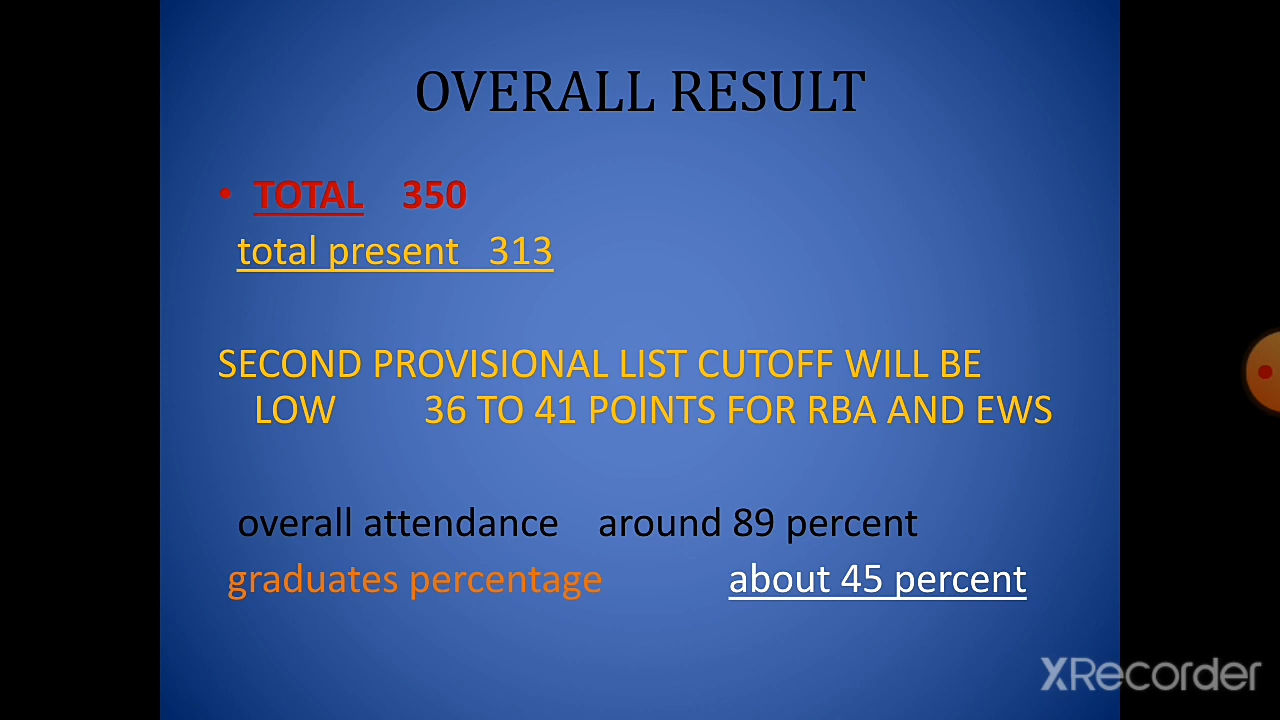 OVERALL RESULT
• TOTAL 350
total present 313
SECOND PROVISIONAL LIST CUTOFF WILL BE
LOW 36 TO 41 POINTS FOR RBA AND EWS
overall attendance around 89 percent
graduates percentage about 45 percent
XRecorder